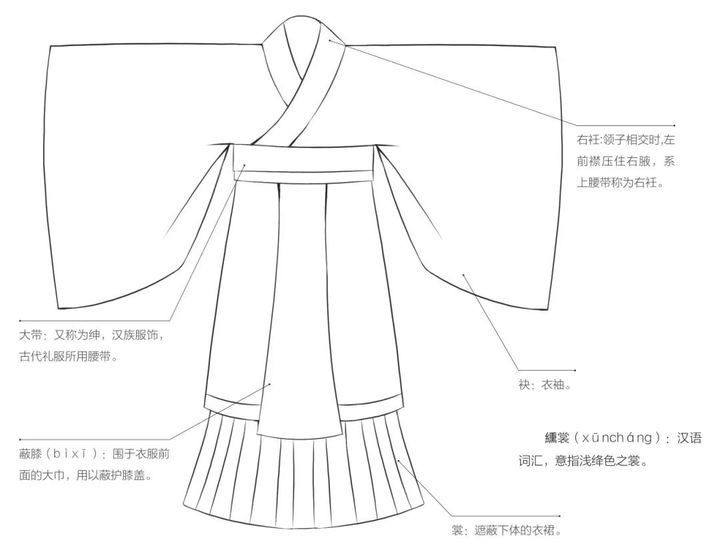 右衽:领子相交时,左
前襟压住右腋，系
上腰带称为右衽。
大带：又称为绅，汉族服饰，
古代礼服所用腰带。
袂：衣袖。
蔽膝（bìxī）：围于衣服前
面的大巾，用以蔽护膝盖。
纁裳（xūncháng）：汉语
词汇，意指浅绛色之裳。
裳：遮蔽下体的衣裙。